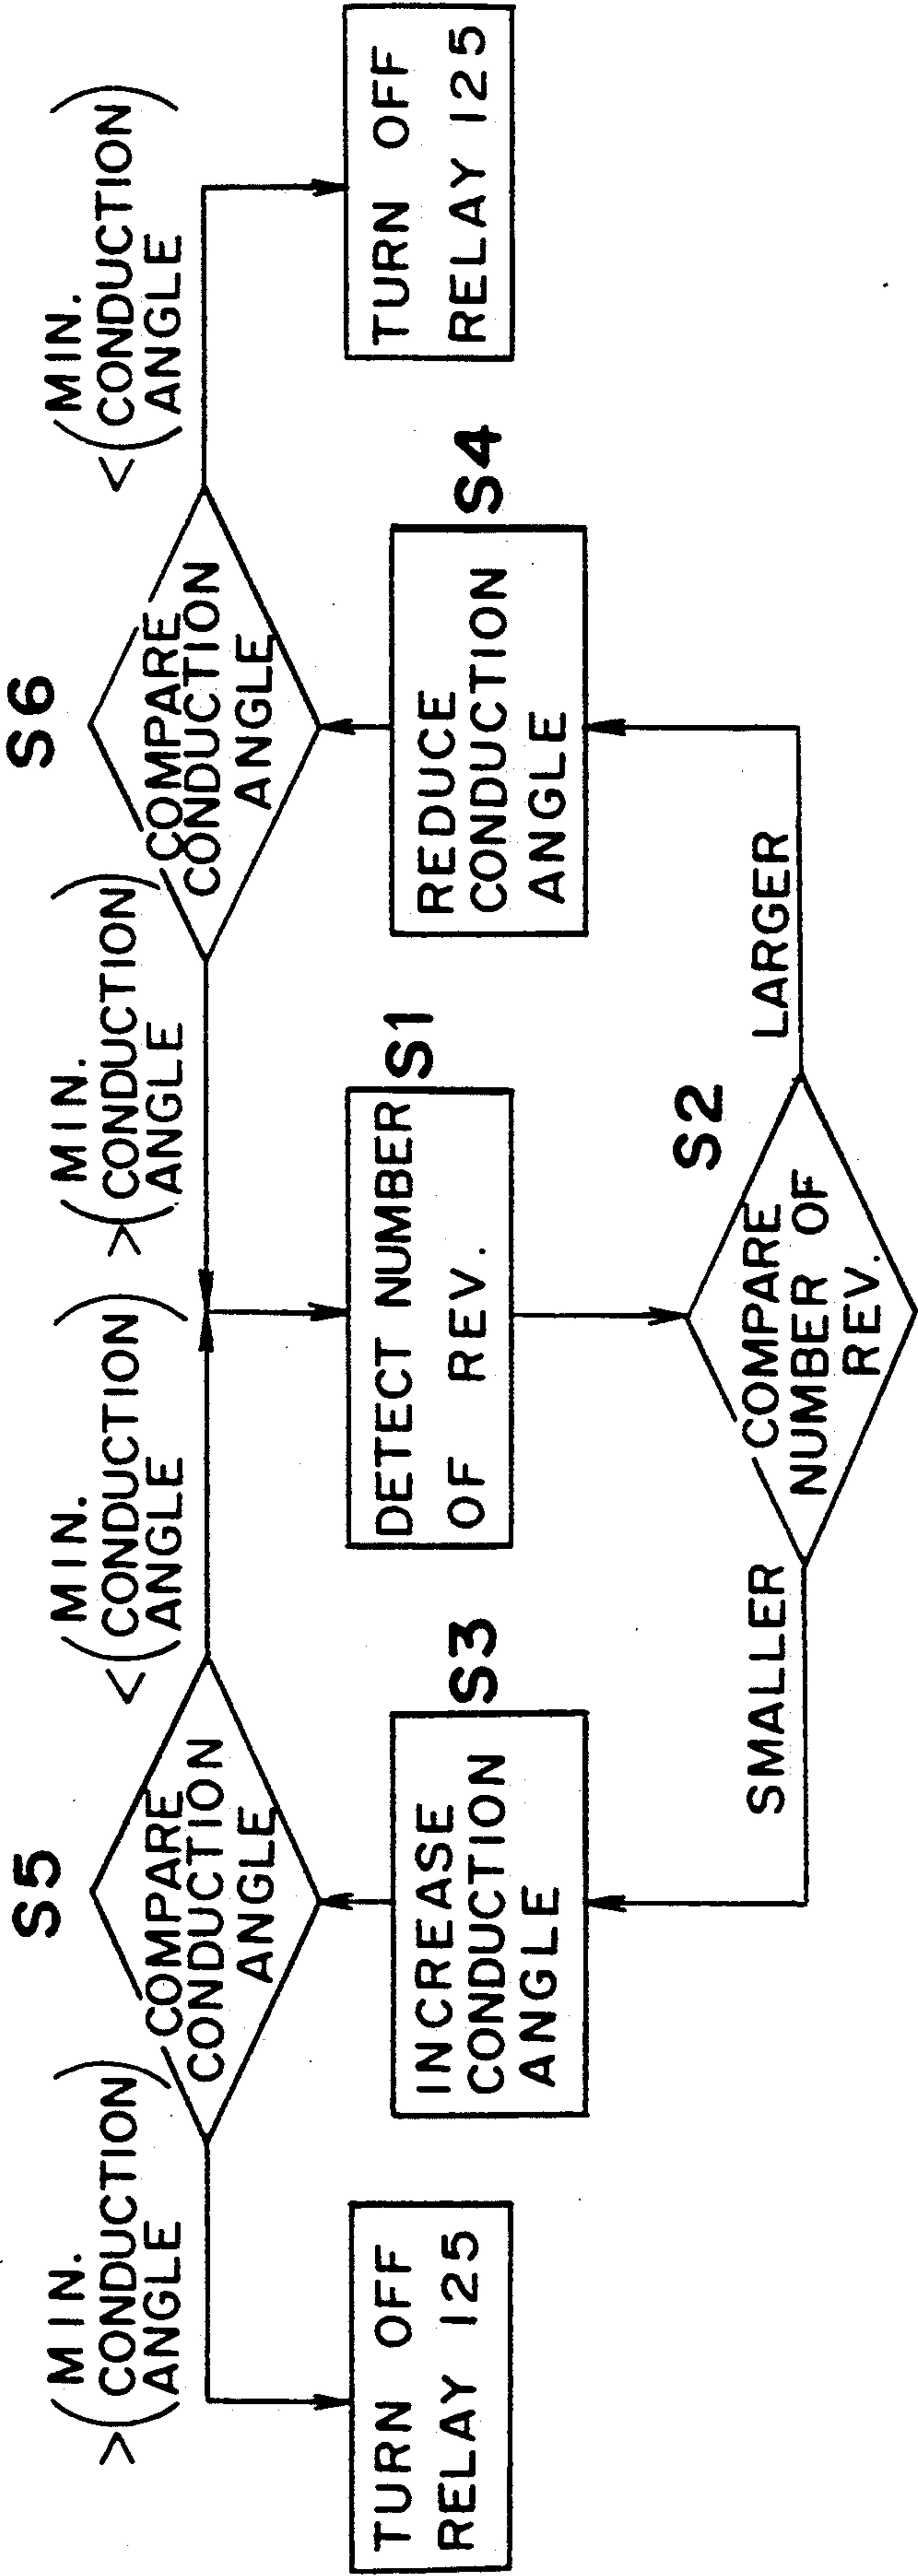 S5
S6
> (MIN.
CONDUCTION
ANGLE)
< (MIN.
CONDUCTION
ANGLE)
> (MIN.
CONDUCTION
ANGLE)
< (MIN.
CONDUCTION
ANGLE)
COMPARE
CONDUCTION
ANGLE
COMPARE
CONDUCTION
ANGLE
TURN OFF
RELAY 125
INCREASE
CONDUCTION
ANGLE
S3
DETECT NUMBER
OF REV.
S1
REDUCE
CONDUCTION
ANGLE
S4
TURN OFF
RELAY 125
SMALLER
S2
COMPARE
NUMBER OF
REV.
LARGER